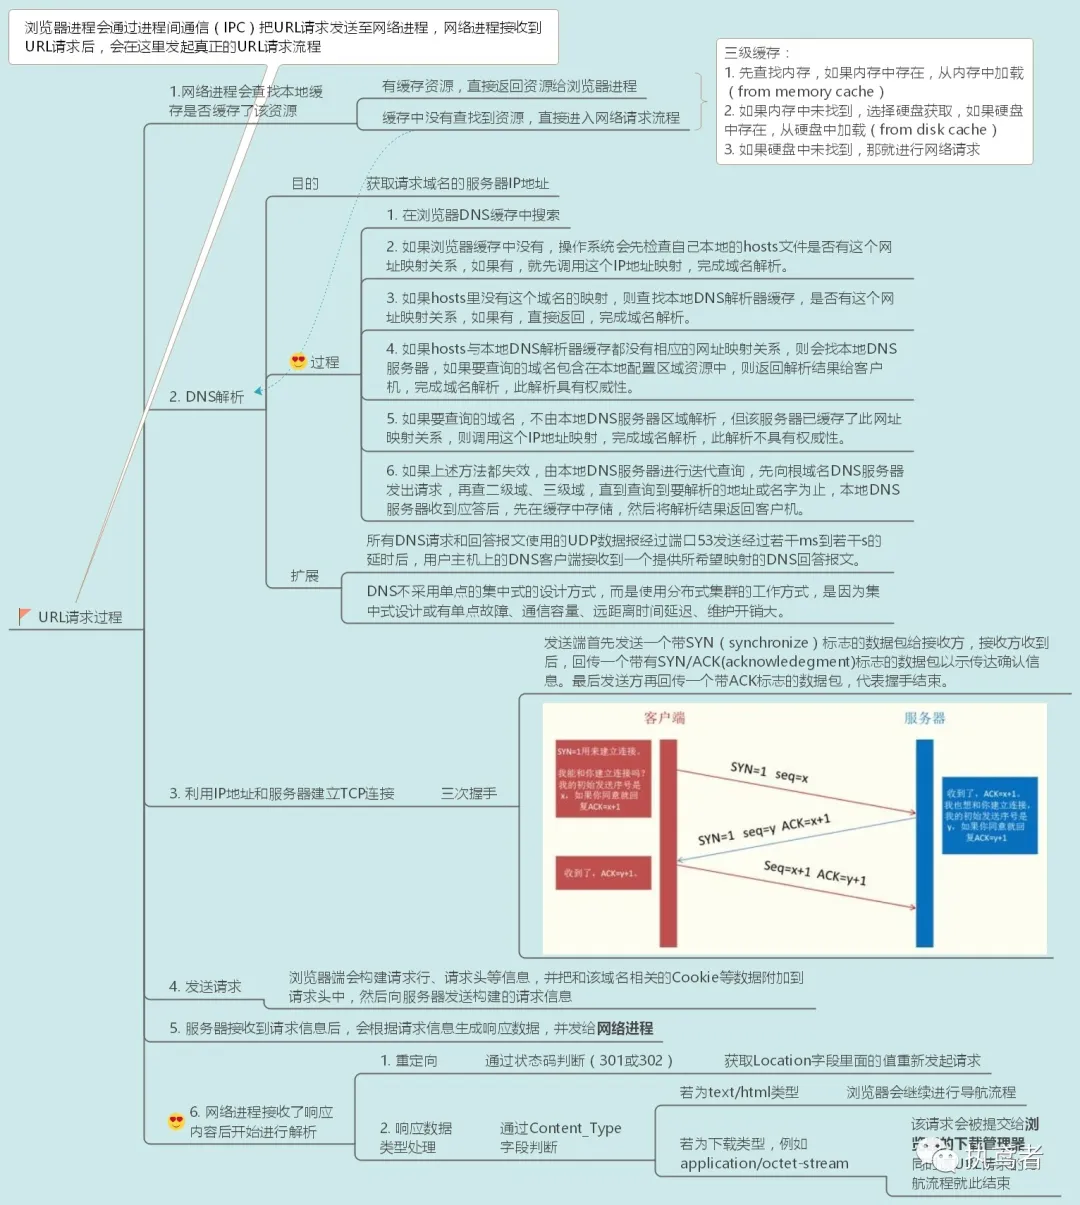 浏览器进程会通过进程间通信（IPC）把URL请求发送至网络进程，网络进程接收到
URL请求后，会在这里发起真正的URL请求流程
1.网络进程会查找本地缓
存是否缓存了该资源
有缓存资源，直接返回资源给浏览器进程
缓存中没有查找到资源，直接进入网络请求流程
三级缓存：
1. 先查找内存，如果内存中存在，从内存中加载
（from memory cache）
2. 如果内存中未找到，选择硬盘获取，如果硬盘
中存在，从硬盘中加载（from disk cache）
3. 如果硬盘中未找到，那就进行网络请求
2. DNS解析
目的
获取请求域名的服务器IP地址
过程
1. 在浏览器DNS缓存中搜索
2. 如果浏览器缓存中没有，操作系统会先检查自己本地的hosts文件是否有这个网
址映射关系，如果有，就先调用这个IP地址映射，完成域名解析。
3. 如果hosts里没有这个域名的映射，则查找本地DNS解析器缓存，是否有这个网
址映射关系，如果有，直接返回，完成域名解析。
4. 如果hosts与本地DNS解析器缓存都没有相应的网址映射关系，则会找本地DNS
服务器，如果要查询的域名包含在本地配置区域资源中，则返回解析结果给客户
机，完成域名解析，此解析具有权威性。
5. 如果要查询的域名，不由本地DNS服务器区域解析，但该服务器已缓存了此网址
映射关系，则调用这个IP地址映射，完成域名解析，此解析不具有权威性。
6. 如果上述方法都失效，由本地DNS服务器进行迭代查询，先向根域名DNS服务器
发出请求，再查二级域、三级域，直到查询到要解析的地址或名字为止，本地DNS
服务器收到应答后，先在缓存中存储，然后将解析结果返回客户机。
扩展
所有DNS请求和回答报文使用的UDP数据报经过端口53发送经过若干ms到若干s的
延时后，用户主机上的DNS客户端接收到一个提供所希望映射的DNS回答报文。
DNS不采用单点的集中式的设计方式，而是使用分布式集群的工作方式，是因为集
中式设计或有单点故障、通信容量、远距离时间延迟、维护开销大。
URL请求过程
3. 利用IP地址和服务器建立TCP连接
三次握手
发送端首先发送一个带SYN（synchronize）标志的数据包给接收方，接收方收到
后，回传一个带有SYN/ACK(acknowledegment)标志的数据包以示传达确认信
息。最后发送方再回传一个带ACK标志的数据包，代表握手结束。
客户端
服务器
SYN=1用来建立连接。
我能和你建立连接吗？
我的初始发送序号是
x，如果你同意就回
复ACK=x+1
SYN=1 seq=x
收到了，ACK=x+1。
我也想和你建立连接，
我的初始发送序号是
y，如果你同意就回
复ACK=y+1
SYN=1 seq=y ACK=x+1
收到了，ACK=y+1。
Seq=x+1 ACK=y+1
4. 发送请求
浏览器端会构建请求行、请求头等信息，并把和该域名相关的Cookie等数据附加到
请求头中，然后向服务器发送构建的请求信息
5. 服务器接收到请求信息后，会根据请求信息生成响应数据，并发给网络进程
6. 网络进程接收了响应
内容后开始进行解析
1. 重定向
通过状态码判断（301或302）
获取Location字段里面的值重新发起请求
2. 响应数据
类型处理
通过Content_Type
字段判断
若为text/html类型
浏览器会继续进行导航流程
若为下载类型，例如
application/octet-stream
该请求会被提交给浏
的下载管理器
航流程就此结束